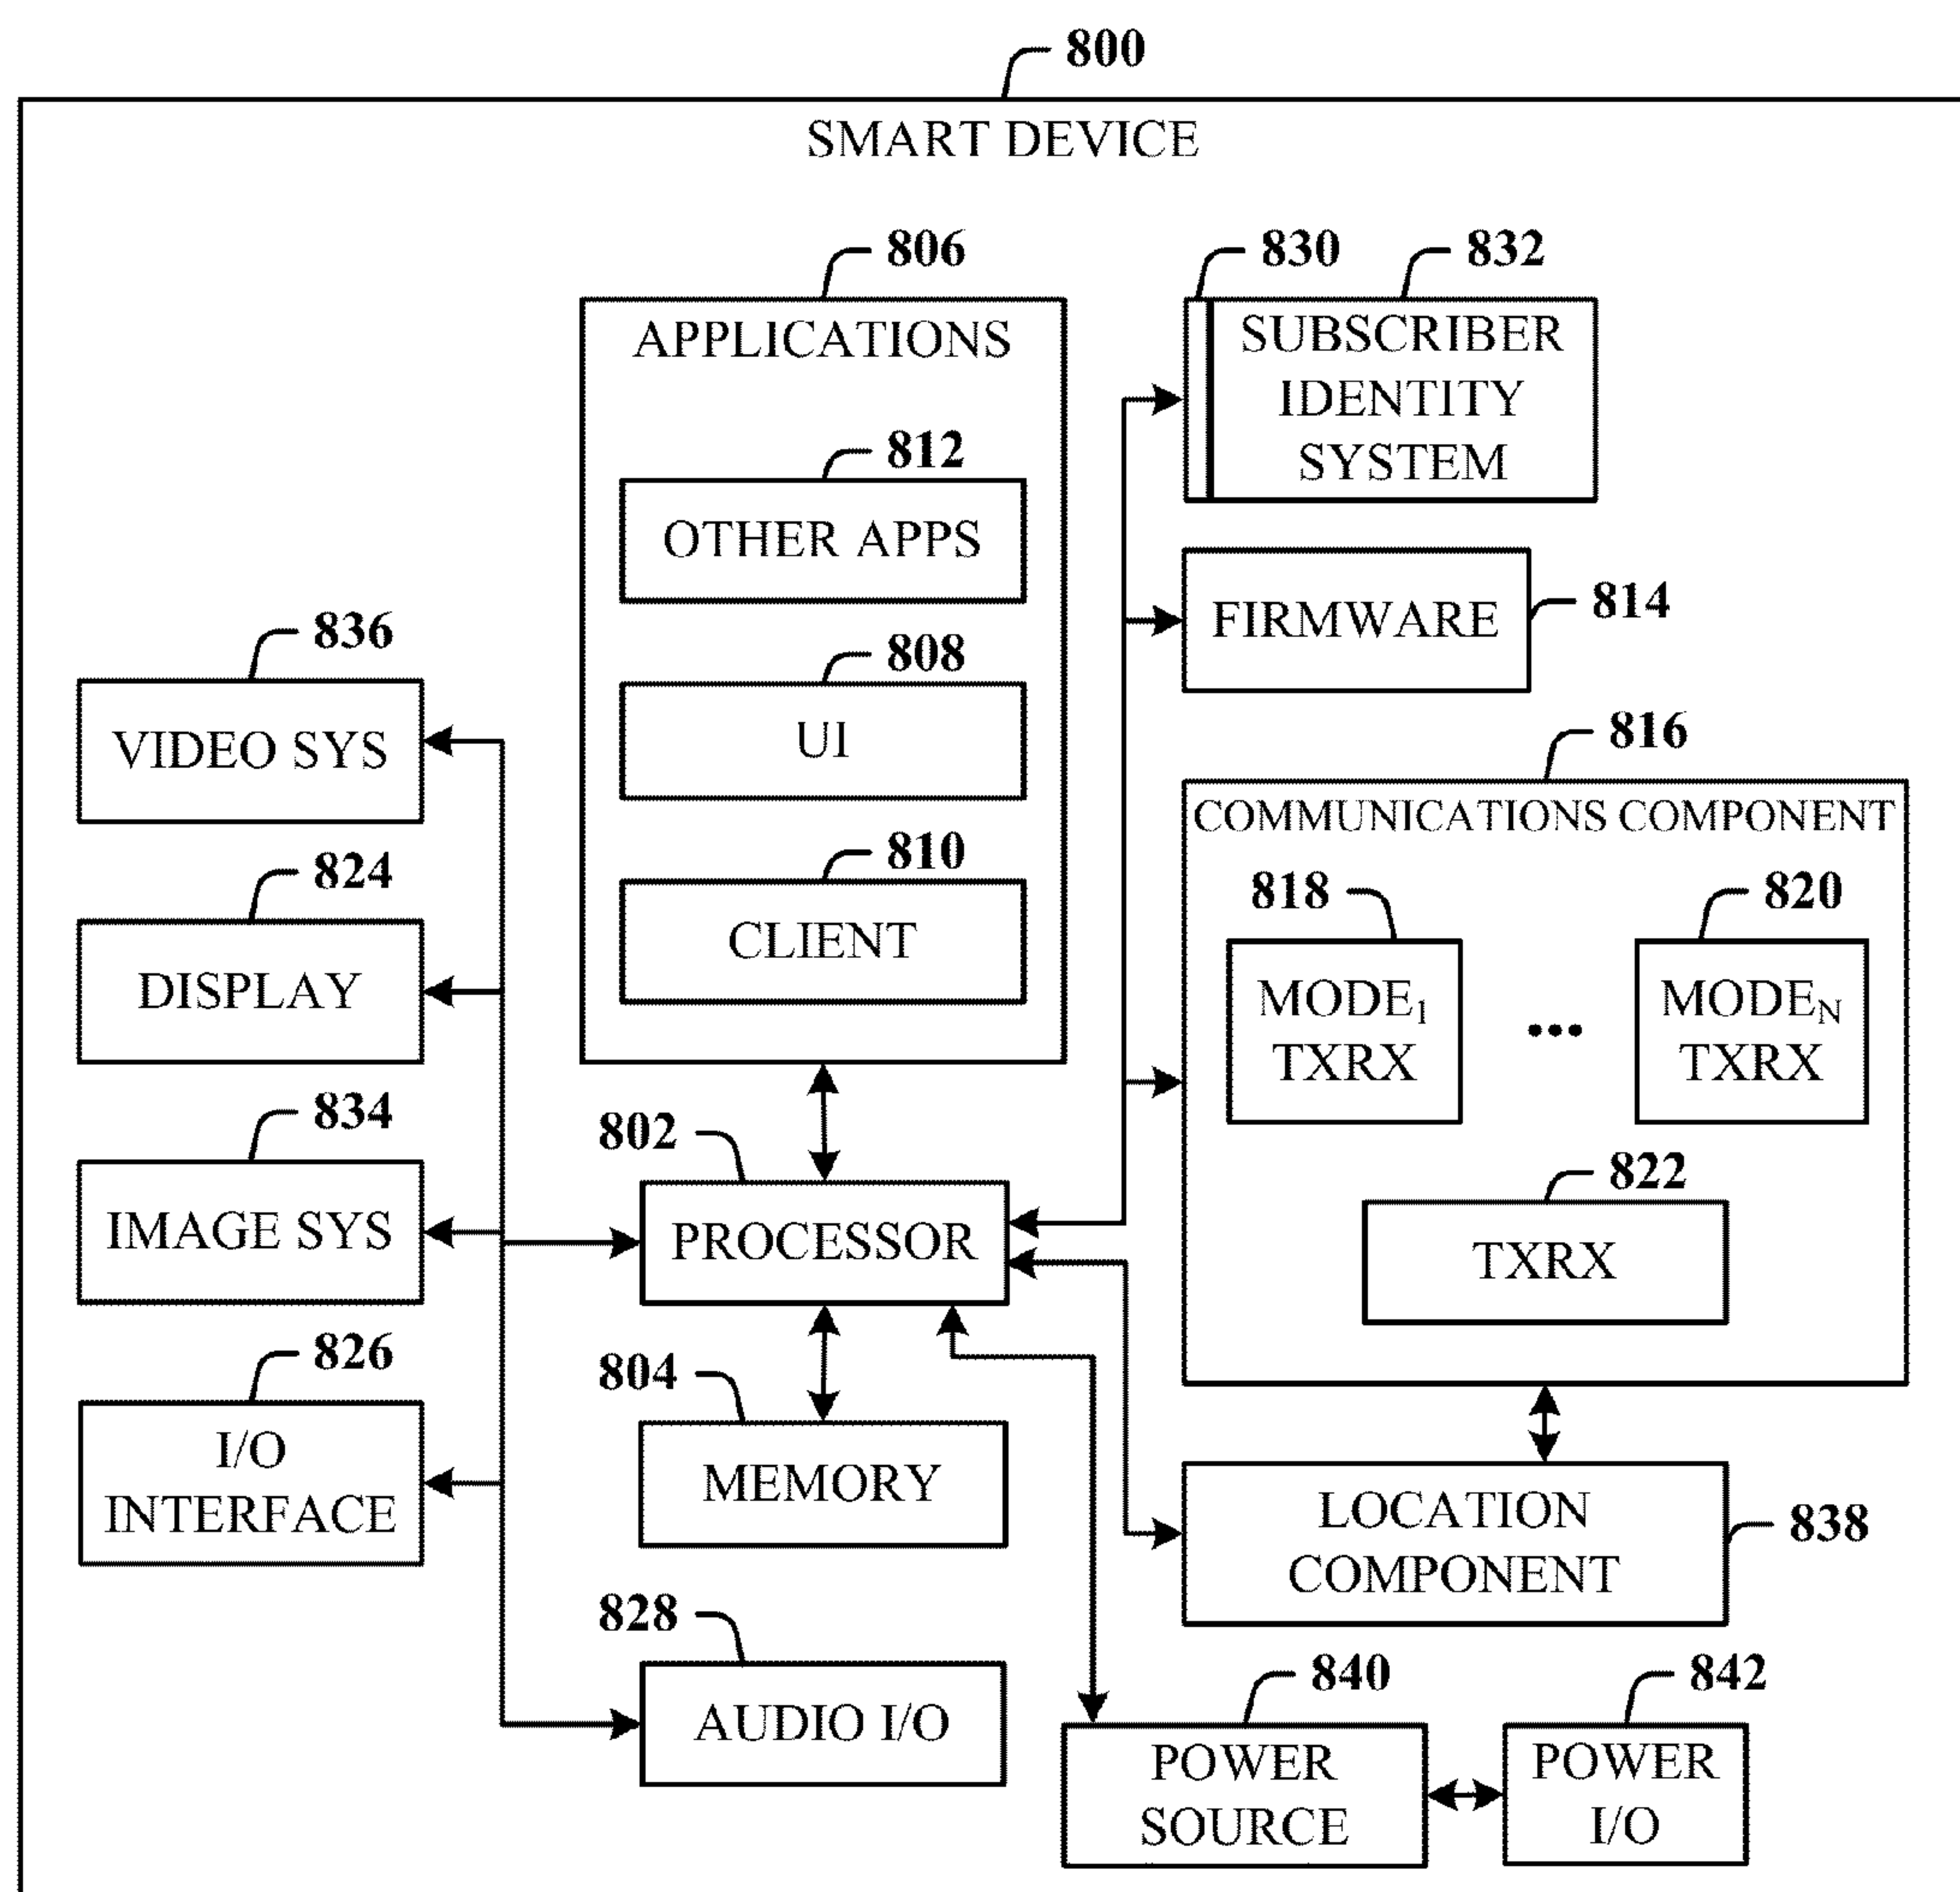 800
SMART DEVICE
806
APPLICATIONS
812
OTHER APPS
808
UI
810
CLIENT
830
832
SUBSCRIBER
IDENTITY
SYSTEM
FIRMWARE
814
836
VIDEO SYS
824
DISPLAY
834
IMAGE SYS
826
I/O
INTERFACE
802
PROCESSOR
804
MEMORY
828
AUDIO I/O
816
COMMUNICATIONS COMPONENT
818
MODE₁
TXRX
...
820
MODE_N
TXRX
822
TXRX
LOCATION
COMPONENT
838
840
POWER
SOURCE
842
POWER
I/O